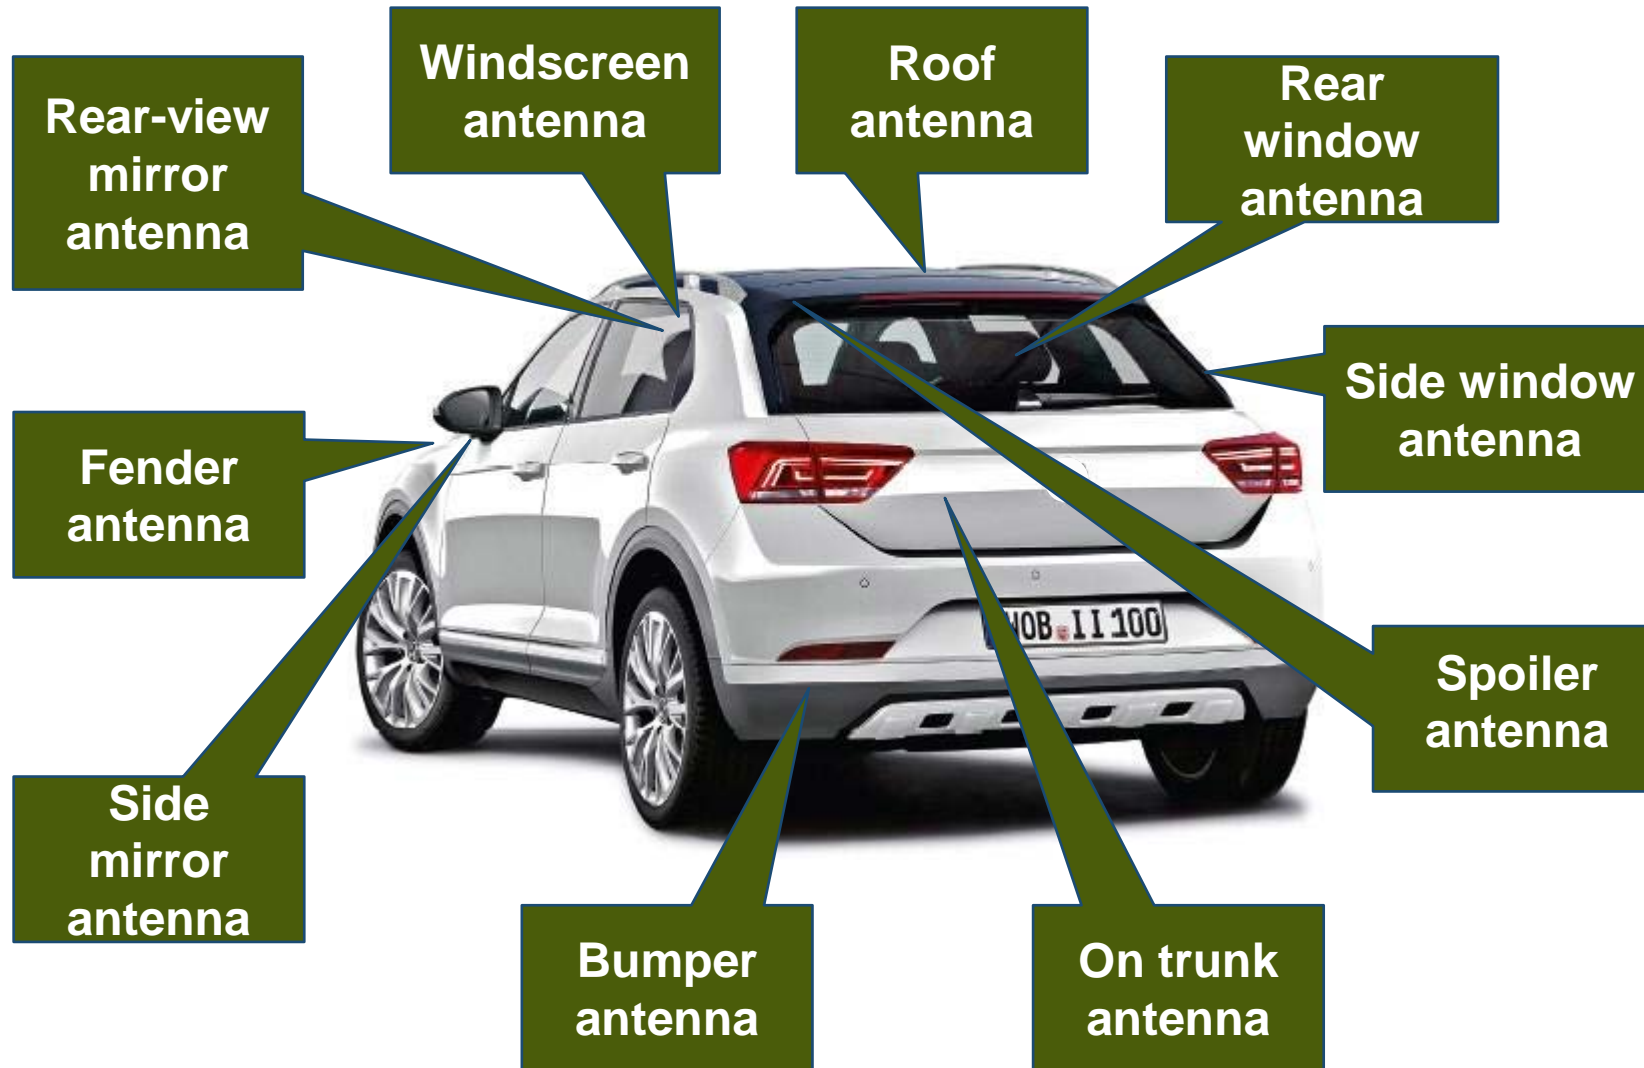 Rear-view
mirror
antenna
Windscreen
antenna
Roof
antenna
Rear
window
antenna
Side window
antenna
Fender
antenna
WOB II 100
Spoiler
antenna
Side
mirror
antenna
Bumper
antenna
On trunk
antenna